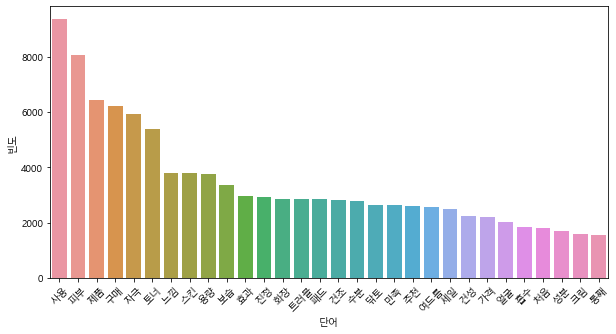 8000
6000
4000
2000
0
빈도
사용 피부 제품 구매 자극 토너 느낌 스킨 용량 보습 효과 진정 화장 트러블 패드 건조 수분 닦토 만족 추천 여드름 세일 건성 가격 얼굴 흡수 처음 성분 크림 통째
단어